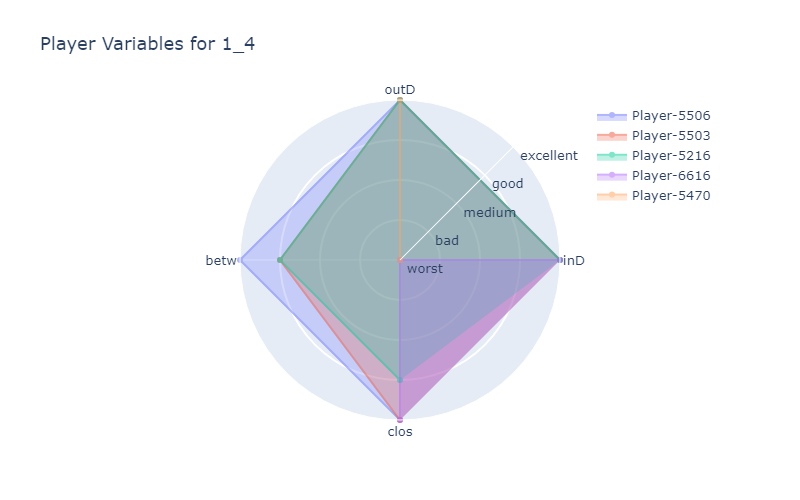 Player Variables for 1_4
outD
Player-5506
Player-5503
Player-5216
Player-6616
Player-5470
excellent
good
medium
bad
worst
betw
inD
clos